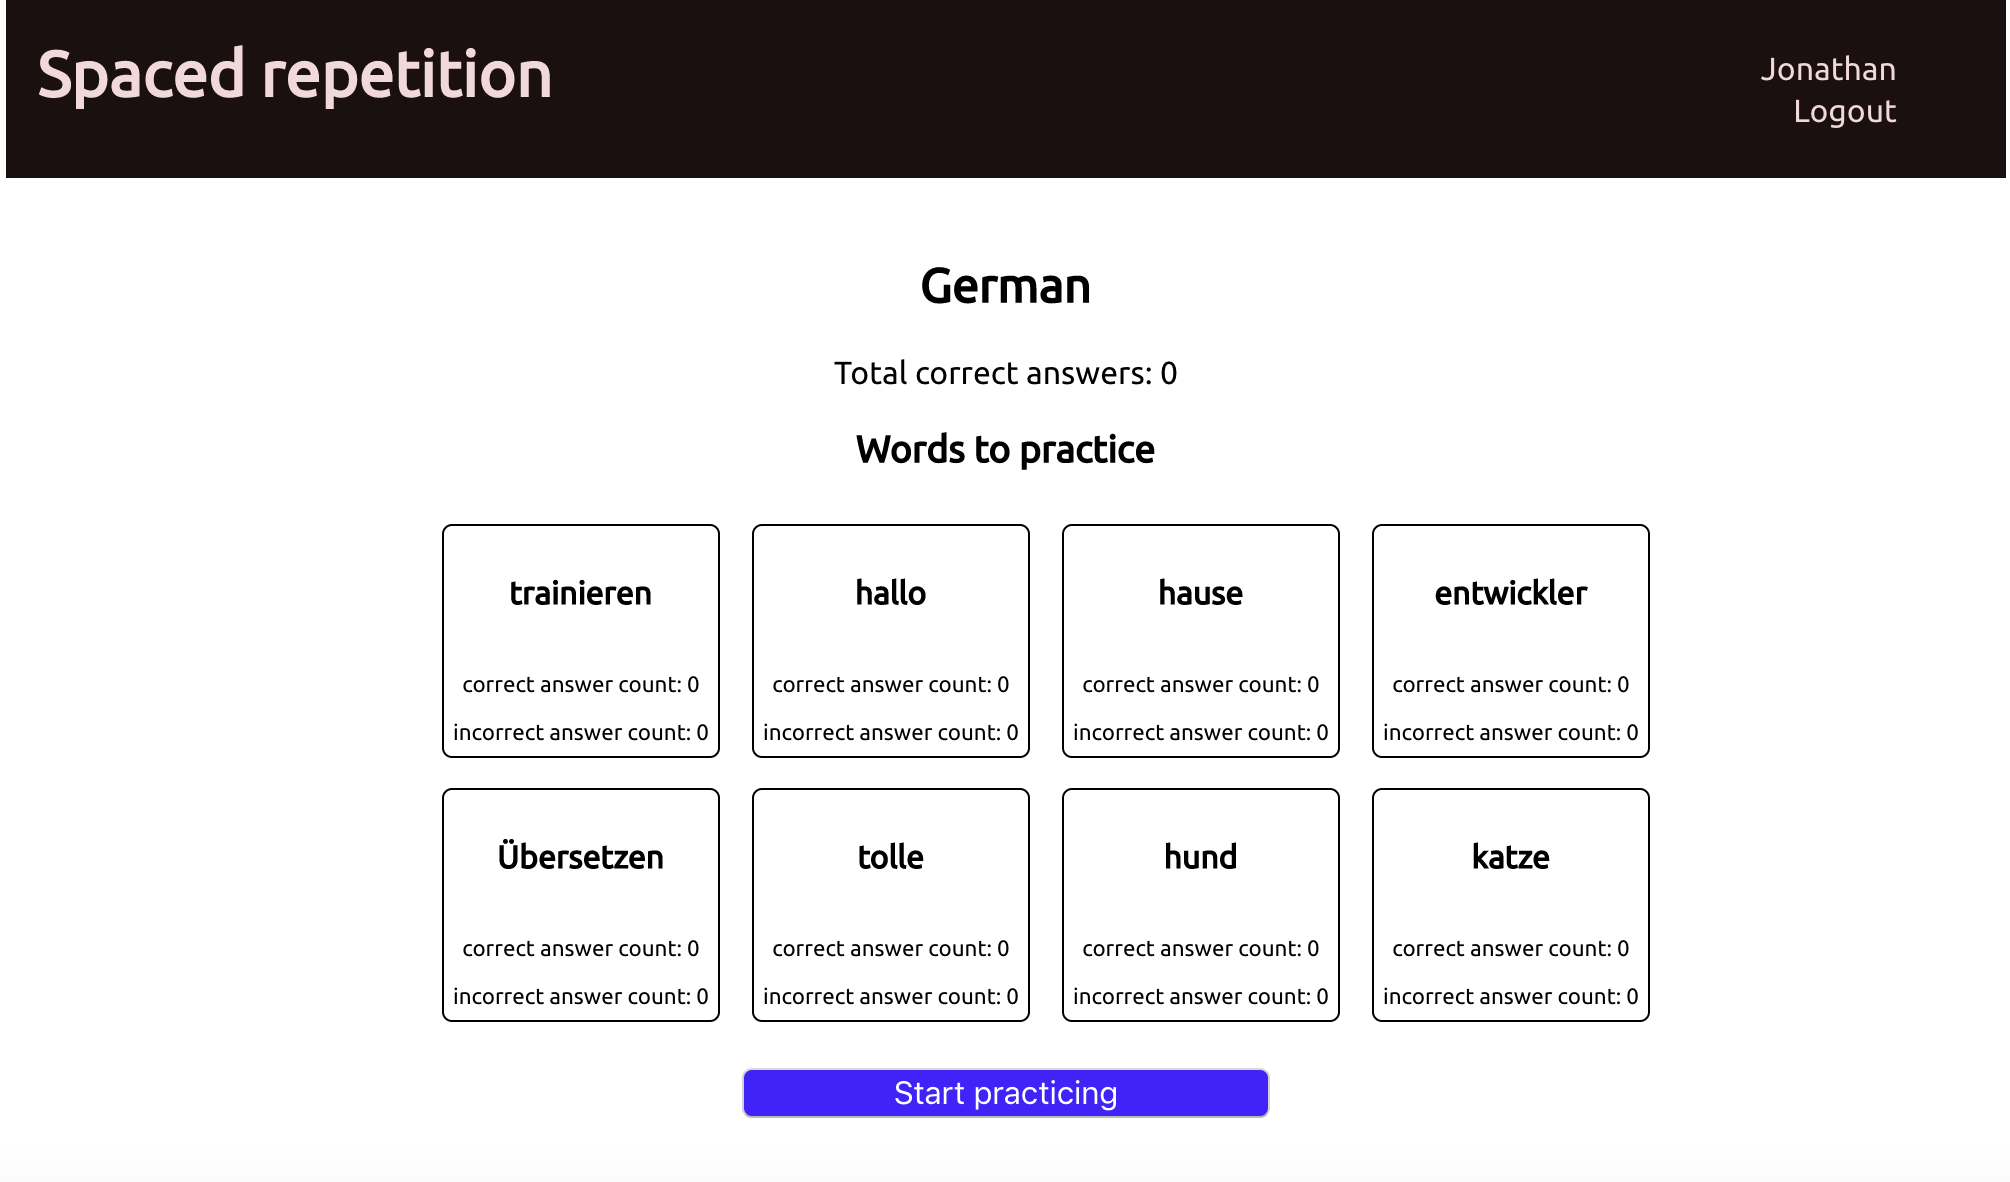 Spaced repetition
Jonathan
Logout
German
Total correct answers: 0
Words to practice
trainieren
correct answer count: 0
incorrect answer count: 0
hallo
correct answer count: 0
incorrect answer count: 0
hause
correct answer count: 0
incorrect answer count: 0
entwickler
correct answer count: 0
incorrect answer count: 0
Übersetzen
correct answer count: 0
incorrect answer count: 0
tolle
correct answer count: 0
incorrect answer count: 0
hund
correct answer count: 0
incorrect answer count: 0
katze
correct answer count: 0
incorrect answer count: 0
Start practicing